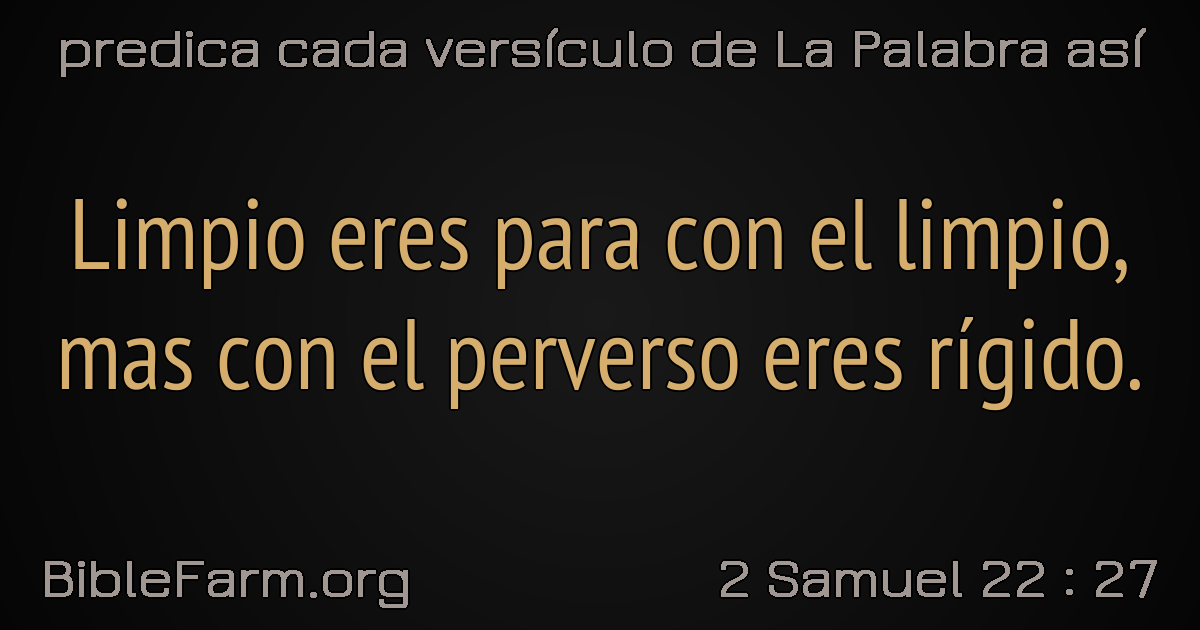 predica cada versículo de La Palabra así
Limpio eres para con el limpio,
mas con el perverso eres rígido.
BibleFarm.org
2 Samuel 22 : 27